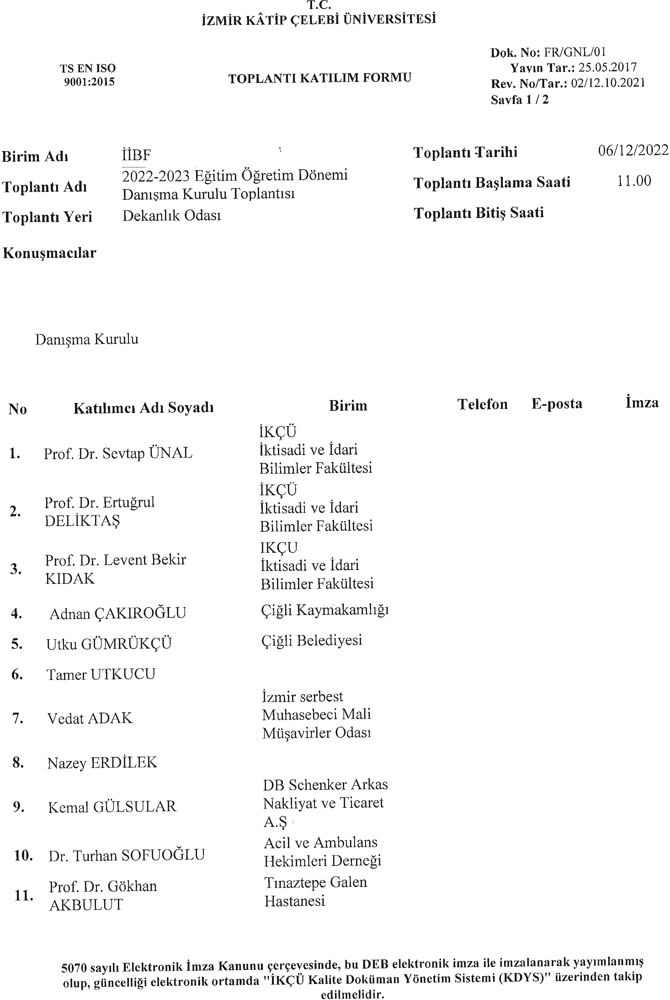 T.C.
İZMİR KÂTİP ÇELEBİ ÜNİVERSİTESİ
TS EN ISO
9001:2015
TOPLANTI KATILIM FORMU
Dok. No: FR/GNL/01
Yayın Tar.: 25.05.2017
Rev. No/Tar.: 02/12.10.2021
Sayfa 1 / 2
Birim Adı İİBF
Toplantı Tarihi 06/12/2022
Toplantı Adı 2022-2023 Eğitim Öğretim Dönemi
Danışma Kurulu Toplantısı
Toplantı Başlama Saati 11.00
Toplantı Yeri Dekanlık Odası
Toplantı Bitiş Saati
Konuşmacılar
Danışma Kurulu
No Katılımcı Adı Soyadı Birim Telefon E-posta İmza
1. Prof. Dr. Sevtap ÜNAL
İKÇÜ
İktisadi ve İdari
Bilimler Fakültesi
2. Prof. Dr. Ertuğrul
DELİKTAŞ
İKÇÜ
İktisadi ve İdari
Bilimler Fakültesi
3. Prof. Dr. Levent Bekir
KIDAK
IKÇU
İktisadi ve İdari
Bilimler Fakültesi
4. Adnan ÇAKIROĞLU Çiğli Kaymakamlığı
5. Utku GÜMRÜKÇÜ Çiğli Belediyesi
6. Tamer UTKUCU
7. Vedat ADAK
İzmir serbest
Muhasebeci Mali
Müşavirler Odası
8. Nazey ERDİLEK
9. Kemal GÜLSULAR
DB Schenker Arkas
Nakliyat ve Ticaret
A.Ş
10. Dr. Turhan SOFUOĞLU
Acil ve Ambulans
Hekimleri Derneği
11. Prof. Dr. Gökhan
AKBULUT
Tınaztepe Galen
Hastanesi
5070 sayılı Elektronik İmza Kanunu çerçevesinde, bu DEB elektronik imza ile imzalanarak yayımlanmış
olup, güncelliği elektronik ortamda "İKÇÜ Kalite Doküman Yönetim Sistemi (KDYS)" üzerinden takip
edilmelidir.